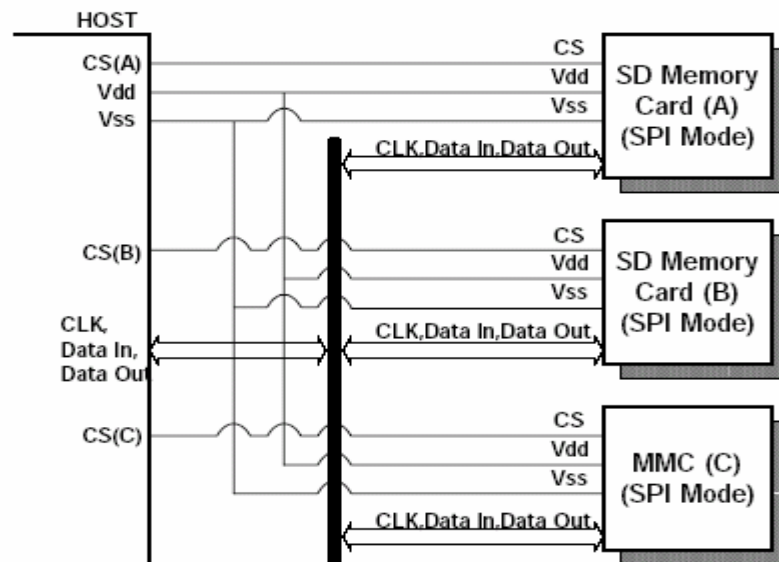 HOST
CS(A)
Vdd
Vss
CS
Vdd
Vss
CLK,Data In,Data Out
SD Memory
Card (A)
(SPI Mode)
CS(B)
CS
Vdd
Vss
CLK,Data In,Data Out
SD Memory
Card (B)
(SPI Mode)
CLK,
Data In,
Data Out
CS(C)
CS
Vdd
Vss
CLK,Data In,Data Out
MMC (C)
(SPI Mode)